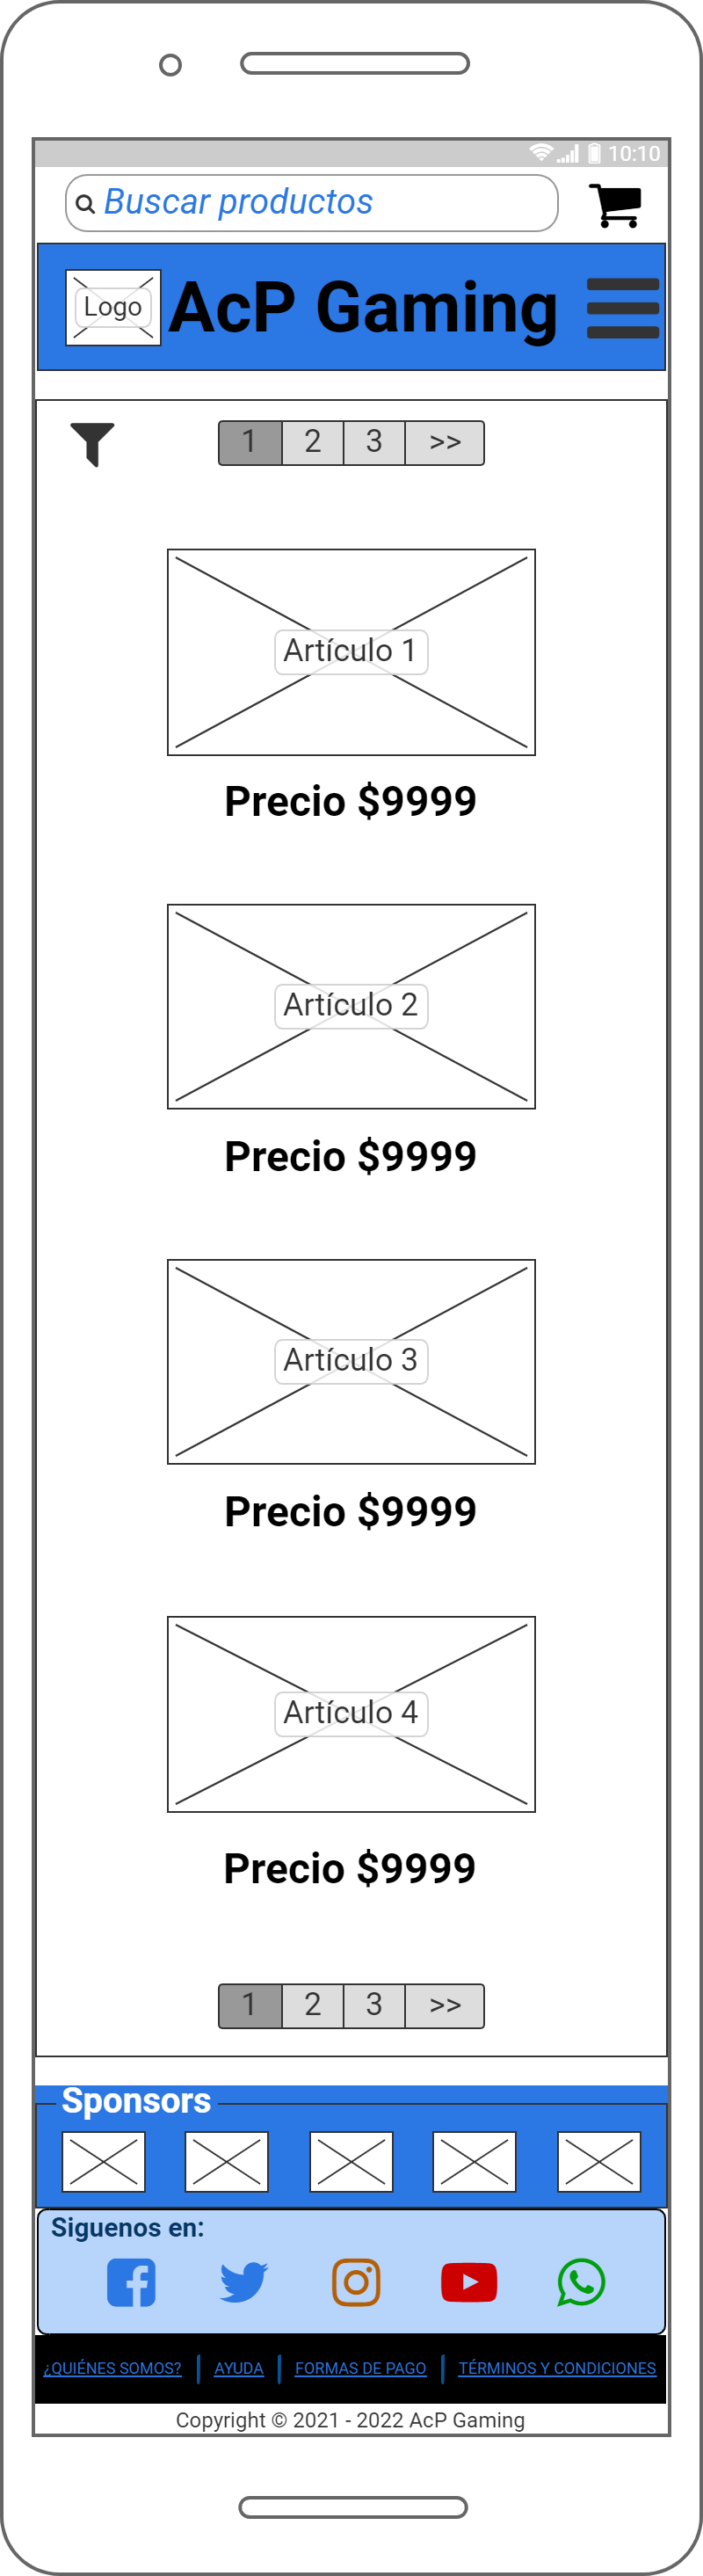 10:10
Buscar productos
Logo
AcP Gaming
1 2 3 >>
Artículo 1
Precio $9999
Artículo 2
Precio $9999
Artículo 3
Precio $9999
Artículo 4
Precio $9999
1 2 3 >>
Sponsors
Siguenos en:
¿QUIÉNES SOMOS? | AYUDA | FORMAS DE PAGO | TÉRMINOS Y CONDICIONES
Copyright © 2021 - 2022 AcP Gaming